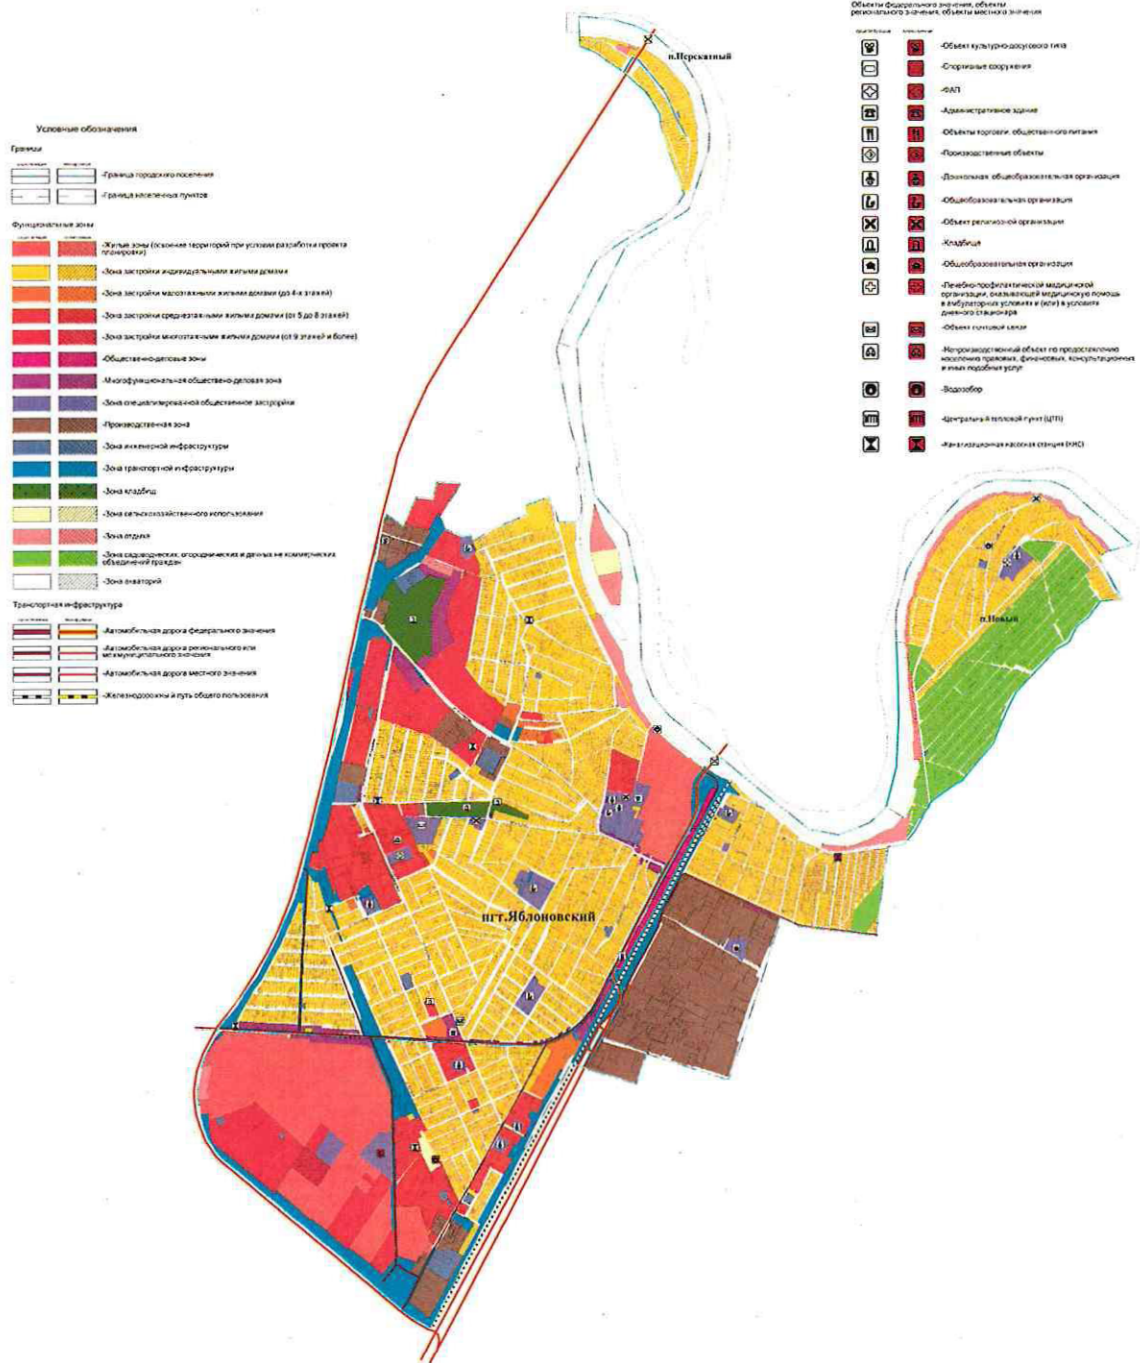 Условные обозначения
Границы
-Граница городского поселения
-Граница населенных пунктов
Функциональные зоны
-Жилые зоны (освоение территорий при условии разработки проекта
планировки)
-Зона застройки индивидуальными жилыми домами
-Зона застройки малоэтажными жилыми домами (до 4-х этажей)
-Зона застройки среднеэтажными жилыми домами (от 5 до 8 этажей)
-Зона застройки многоэтажными жилыми домами (от 9 этажей и более)
-Общественно-деловые зоны
-Многофункциональная общественно-деловая зона
-Зона специализированной общественной застройки
-Производственная зона
-Зона инженерной инфраструктуры
-Зона транспортной инфраструктуры
-Зона кладбищ
-Зона сельскохозяйственного использования
-Зона отдыха
-Зона садоводческих, огороднических и дачных не коммерческих
объединений граждан
-Зона акваторий
Транспортная инфраструктура
-Автомобильная дорога федерального значения
-Автомобильная дорога регионального или
межмуниципального значения
-Автомобильная дорога местного значения
-Железнодорожный путь общего пользования
Объекты федерального значения, объекты
регионального значения, объекты местного значения
-Объект культурно-досугового типа
-Спортивные сооружения
-ФАП
-Административное здание
-Объекты торговли, общественного питания
-Производственные объекты
-Дошкольная общеобразовательная организация
-Общеобразовательная организация
-Объект религиозной организации
-Кладбище
-Общеобразовательная организация
-Лечебно-профилактической медицинской
организации, оказывающей медицинскую помощь
в амбулаторных условиях и (или) в условиях
дневного стационара
-Объект почтовой связи
-Непроизводственный объект по предоставлению
населению правовых, финансовых, консультационных
и иных подобных услуг
-Водозабор
-Центральный тепловой пункт (ЦТП)
-Канализационная насосная станция (КНС)
п.Перекатный
п.Новый
пгт.Яблоновский